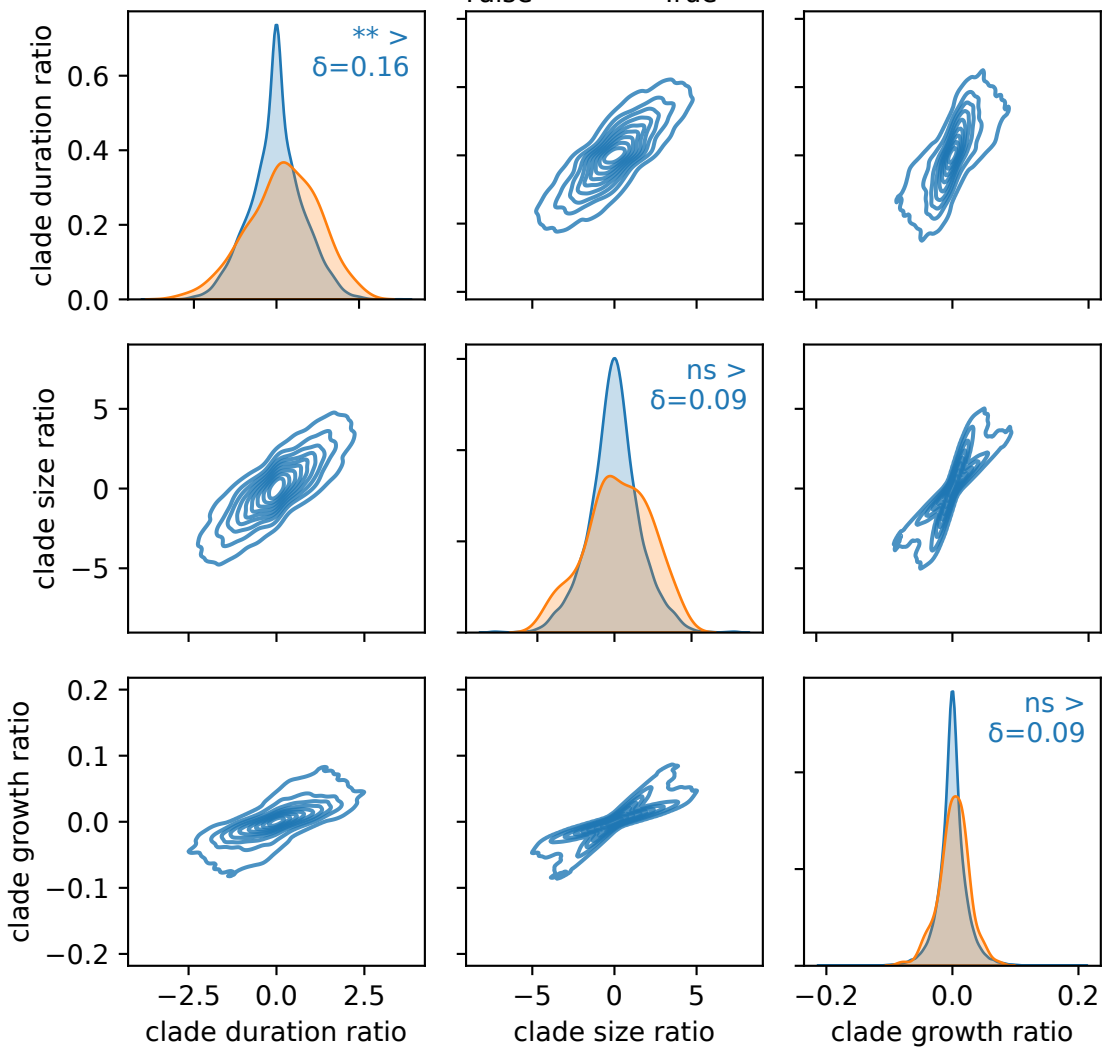 False True
clade duration ratio
0.6
0.4
0.2
0.0
** >
δ=0.16
clade size ratio
5
0
−5
ns >
δ=0.09
clade growth ratio
0.2
0.1
0.0
−0.1
−0.2
ns >
δ=0.09
−2.5 0.0 2.5
clade duration ratio
−5 0 5
clade size ratio
−0.2 0.0 0.2
clade growth ratio